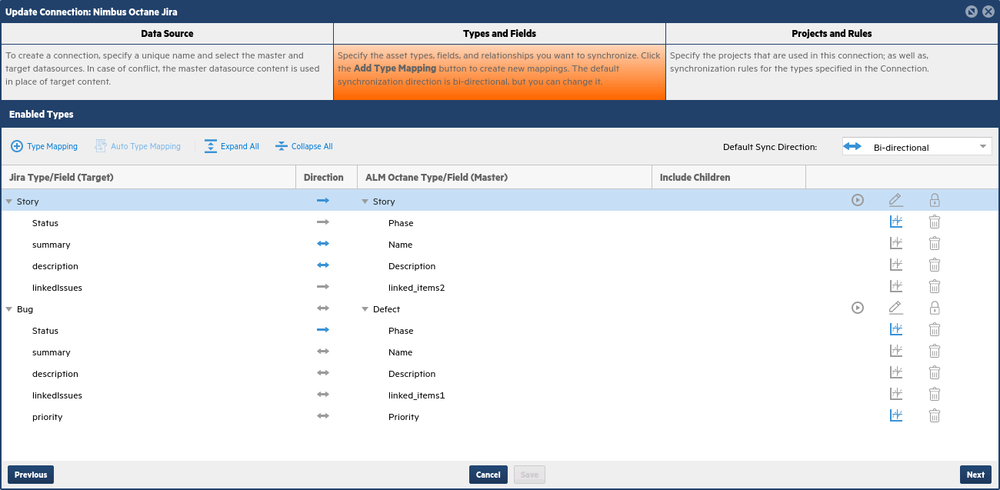 Update Connection: Nimbus Octane Jira
Data Source
Types and Fields
Projects and Rules
To create a connection, specify a unique name and select the master and
target datasources. In case of conflict, the master datasource content is used
in place of target content.
Specify the asset types, fields, and relationships you want to synchronize. Click
the Add Type Mapping button to create new mappings. The default
synchronization direction is bi-directional, but you can change it.
Specify the projects that are used in this connection; as well as,
synchronization rules for the types specified in the Connection.
Enabled Types
Type Mapping
Auto Type Mapping
Expand All
Collapse All
Default Sync Direction:
Bi-directional
Jira Type/Field (Target)
Direction
ALM Octane Type/Field (Master)
Include Children
Story
Story
Status
Phase
summary
Name
description
Description
linkedIssues
linked_items2
Bug
Defect
Status
Phase
summary
Name
description
Description
linkedIssues
linked_items1
priority
Priority
Previous
Cancel
Save
Next